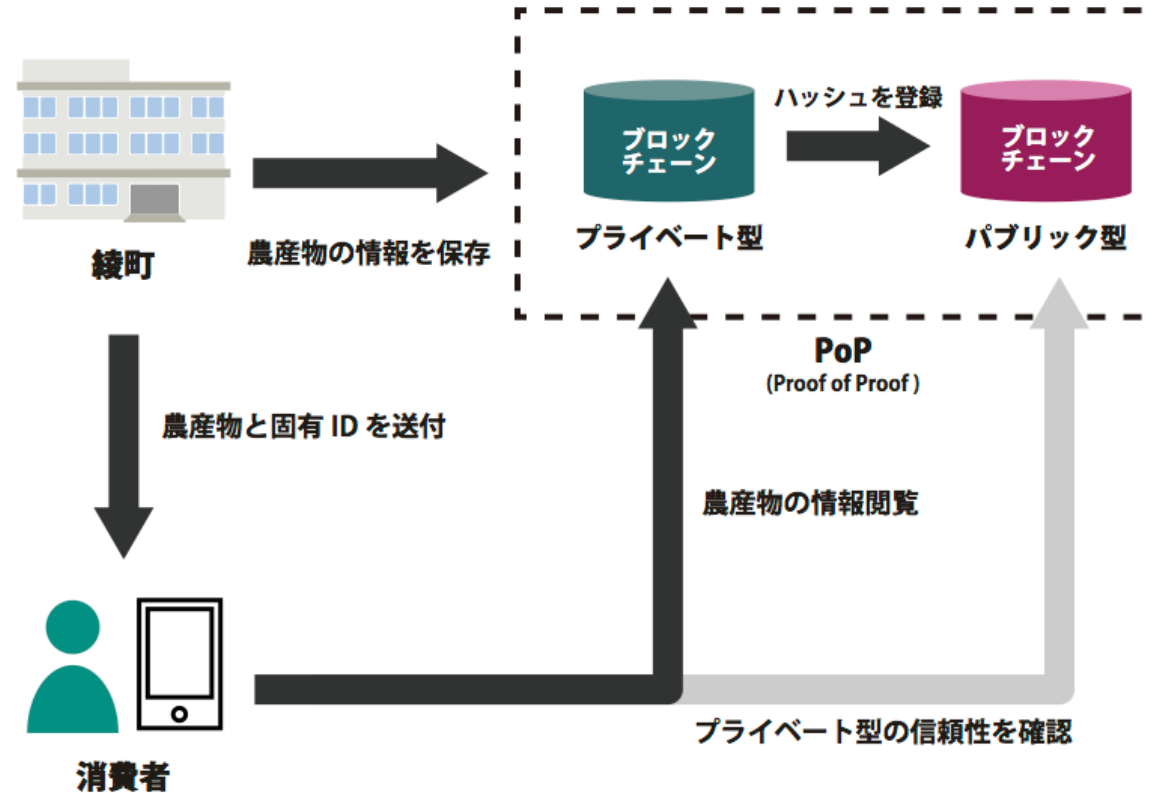 ハッシュを登録
ブロック
チェーン
ブロック
チェーン
プライベート型
パブリック型
綾町
農産物の情報を保存
PoP
(Proof of Proof )
農産物と固有 ID を送付
農産物の情報閲覧
プライベート型の信頼性を確認
消費者